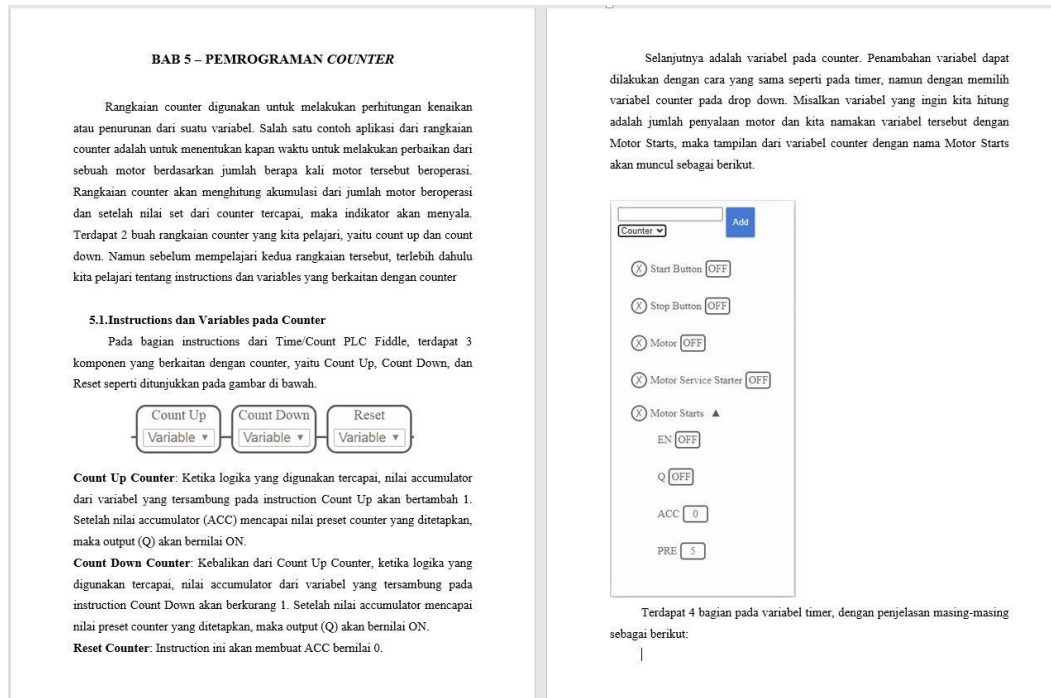 BAB 5 – PEMROGRAMAN COUNTER
Rangkaian counter digunakan untuk melakukan perhitungan kenaikan
atau penurunan dari suatu variabel. Salah satu contoh aplikasi dari rangkaian
counter adalah untuk menentukan kapan waktu untuk melakukan perbaikan dari
sebuah motor berdasarkan jumlah berapa kali motor tersebut beroperasi.
Rangkaian counter akan menghitung akumulasi dari jumlah motor beroperasi
dan setelah nilai set dari counter tercapai, maka indikator akan menyala.
Terdapat 2 buah rangkaian counter yang kita pelajari, yaitu count up dan count
down. Namun sebelum mempelajari kedua rangkaian tersebut, terlebih dahulu
kita pelajari tentang instructions dan variables yang berkaitan dengan counter
5.1.Instructions dan Variables pada Counter
Pada bagian instructions dari Time/Count PLC Fiddle, terdapat 3
komponen yang berkaitan dengan counter, yaitu Count Up, Count Down, dan
Reset seperti ditunjukkan pada gambar di bawah.
Count Up Count Down Reset
Variable ▾ Variable ▾ Variable ▾
Count Up Counter: Ketika logika yang digunakan tercapai, nilai accumulator
dari variabel yang tersambung pada instruction Count Up akan bertambah 1.
Setelah nilai accumulator (ACC) mencapai nilai preset counter yang ditetapkan,
maka output (Q) akan bernilai ON.
Count Down Counter: Kebalikan dari Count Up Counter, ketika logika yang
digunakan tercapai, nilai accumulator dari variabel yang tersambung pada
instruction Count Down akan berkurang 1. Setelah nilai accumulator mencapai
nilai preset counter yang ditetapkan, maka output (Q) akan bernilai ON.
Reset Counter: Instruction ini akan membuat ACC bernilai 0.
Selanjutnya adalah variabel pada counter. Penambahan variabel dapat
dilakukan dengan cara yang sama seperti pada timer, namun dengan memilih
variabel counter pada drop down. Misalkan variabel yang ingin kita hitung
adalah jumlah penyalaan motor dan kita namakan variabel tersebut dengan
Motor Starts, maka tampilan dari variabel counter dengan nama Motor Starts
akan muncul sebagai berikut.
Add
Counter
X Start Button OFF
X Stop Button OFF
X Motor OFF
X Motor Service Starter OFF
X Motor Starts ▲
EN OFF
Q OFF
ACC 0
PRE 5
Terdapat 4 bagian pada variabel timer, dengan penjelasan masing-masing
sebagai berikut: